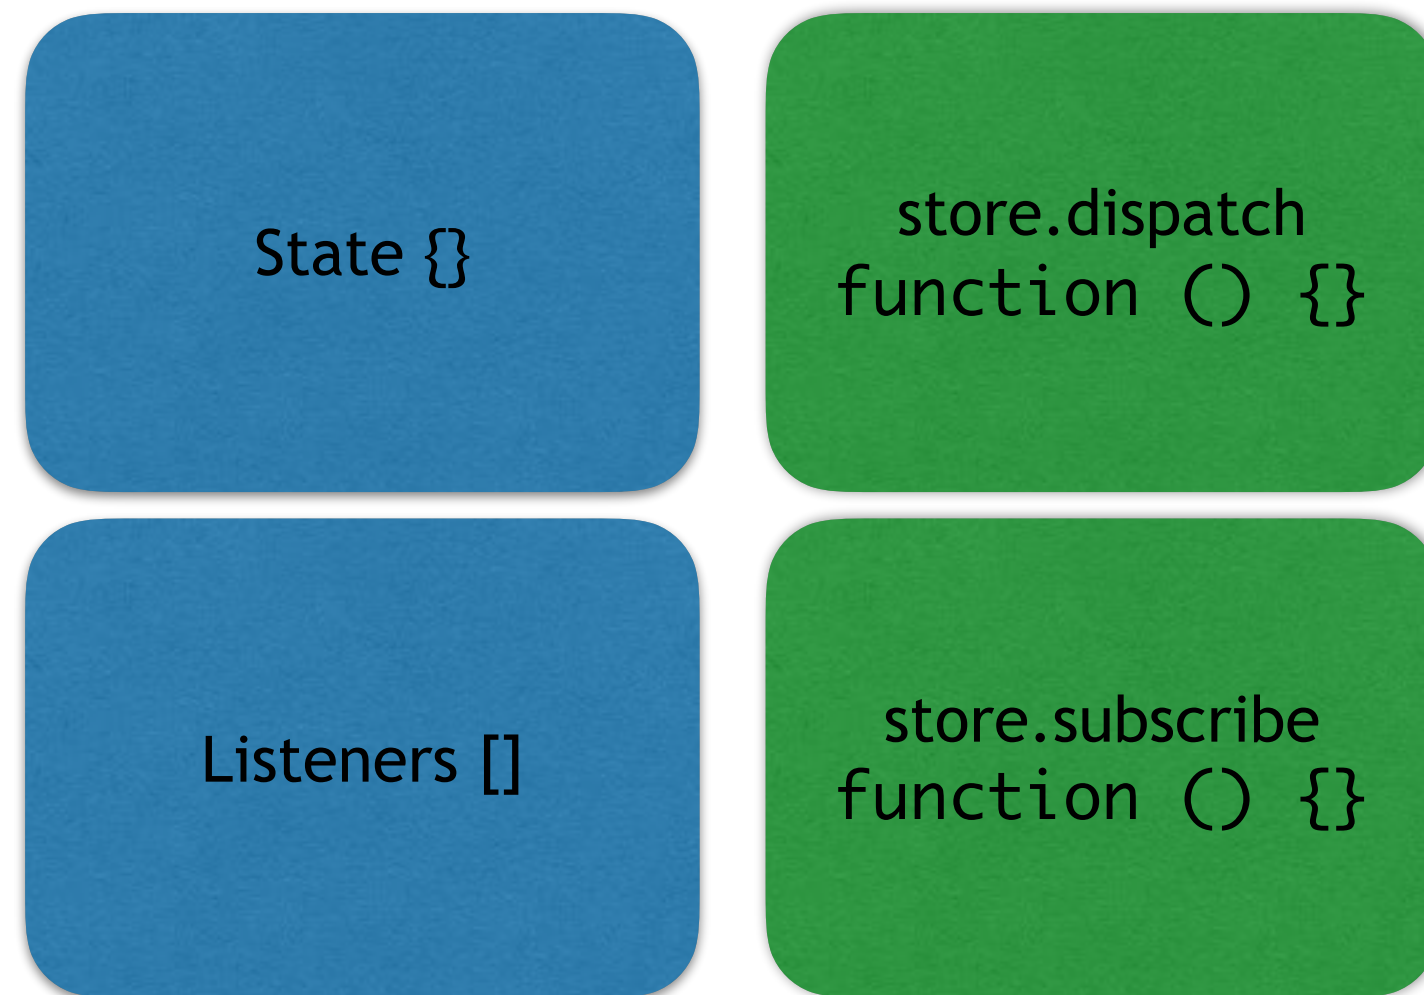 State {}
store.dispatch
function () {}
Listeners []
store.subscribe
function () {}